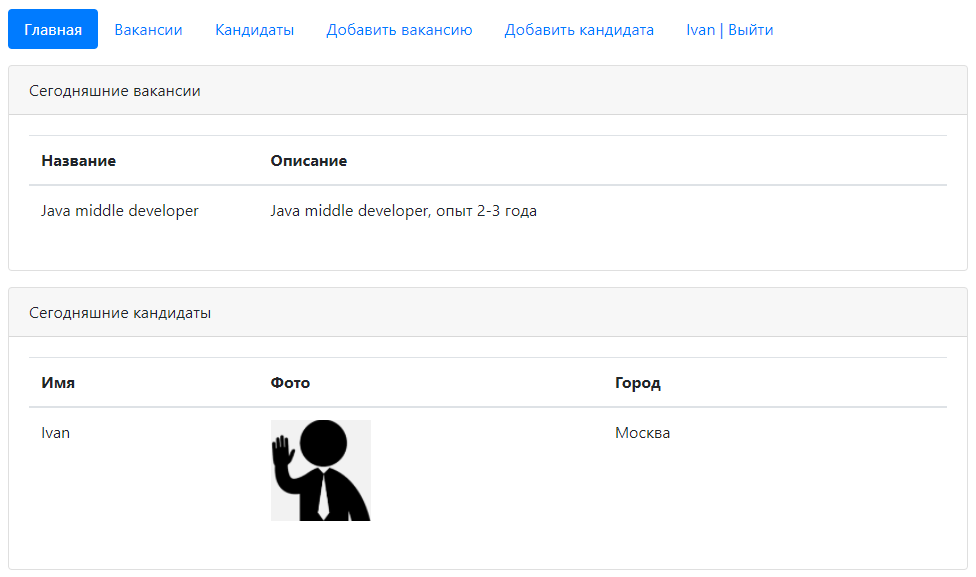 Главная Вакансии Кандидаты Добавить вакансию Добавить кандидата Ivan | Выйти
Сегодняшние вакансии
Название Описание
Java middle developer Java middle developer, опыт 2-3 года
Сегодняшние кандидаты
Имя Фото Город
Ivan Москва